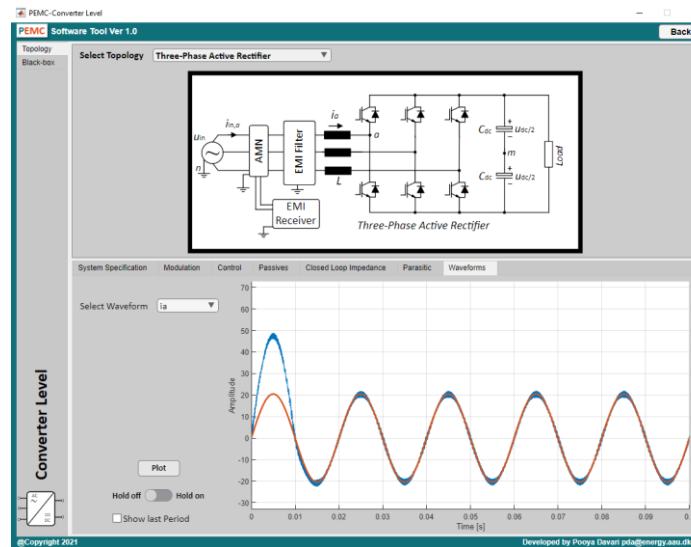 PEMC-Converter Level
PEMC Software Tool Ver 1.0
Back
Topology
Black-box
Select Topology
Three-Phase Active Rectifier
uin
n
iin,a
AMN
EMI Filter
EMI
Receiver
ia
L
a
Cdc
udc/2
m
Cdc
udc/2
Load
Three-Phase Active Rectifier
System Specification Modulation Control Passives Closed Loop Impedance Parasitic Waveforms
Select Waveform ia
Plot
Hold off Hold on
Show last Period
Converter Level
Amplitude
70
60
50
40
30
20
10
0
-10
-20
-30
0 0.01 0.02 0.03 0.04 0.05 0.06 0.07 0.08 0.09 0.
Time [s]
AC
DC
@Copyright 2021
Developed by Pooya Davari pda@energy.aau.dk